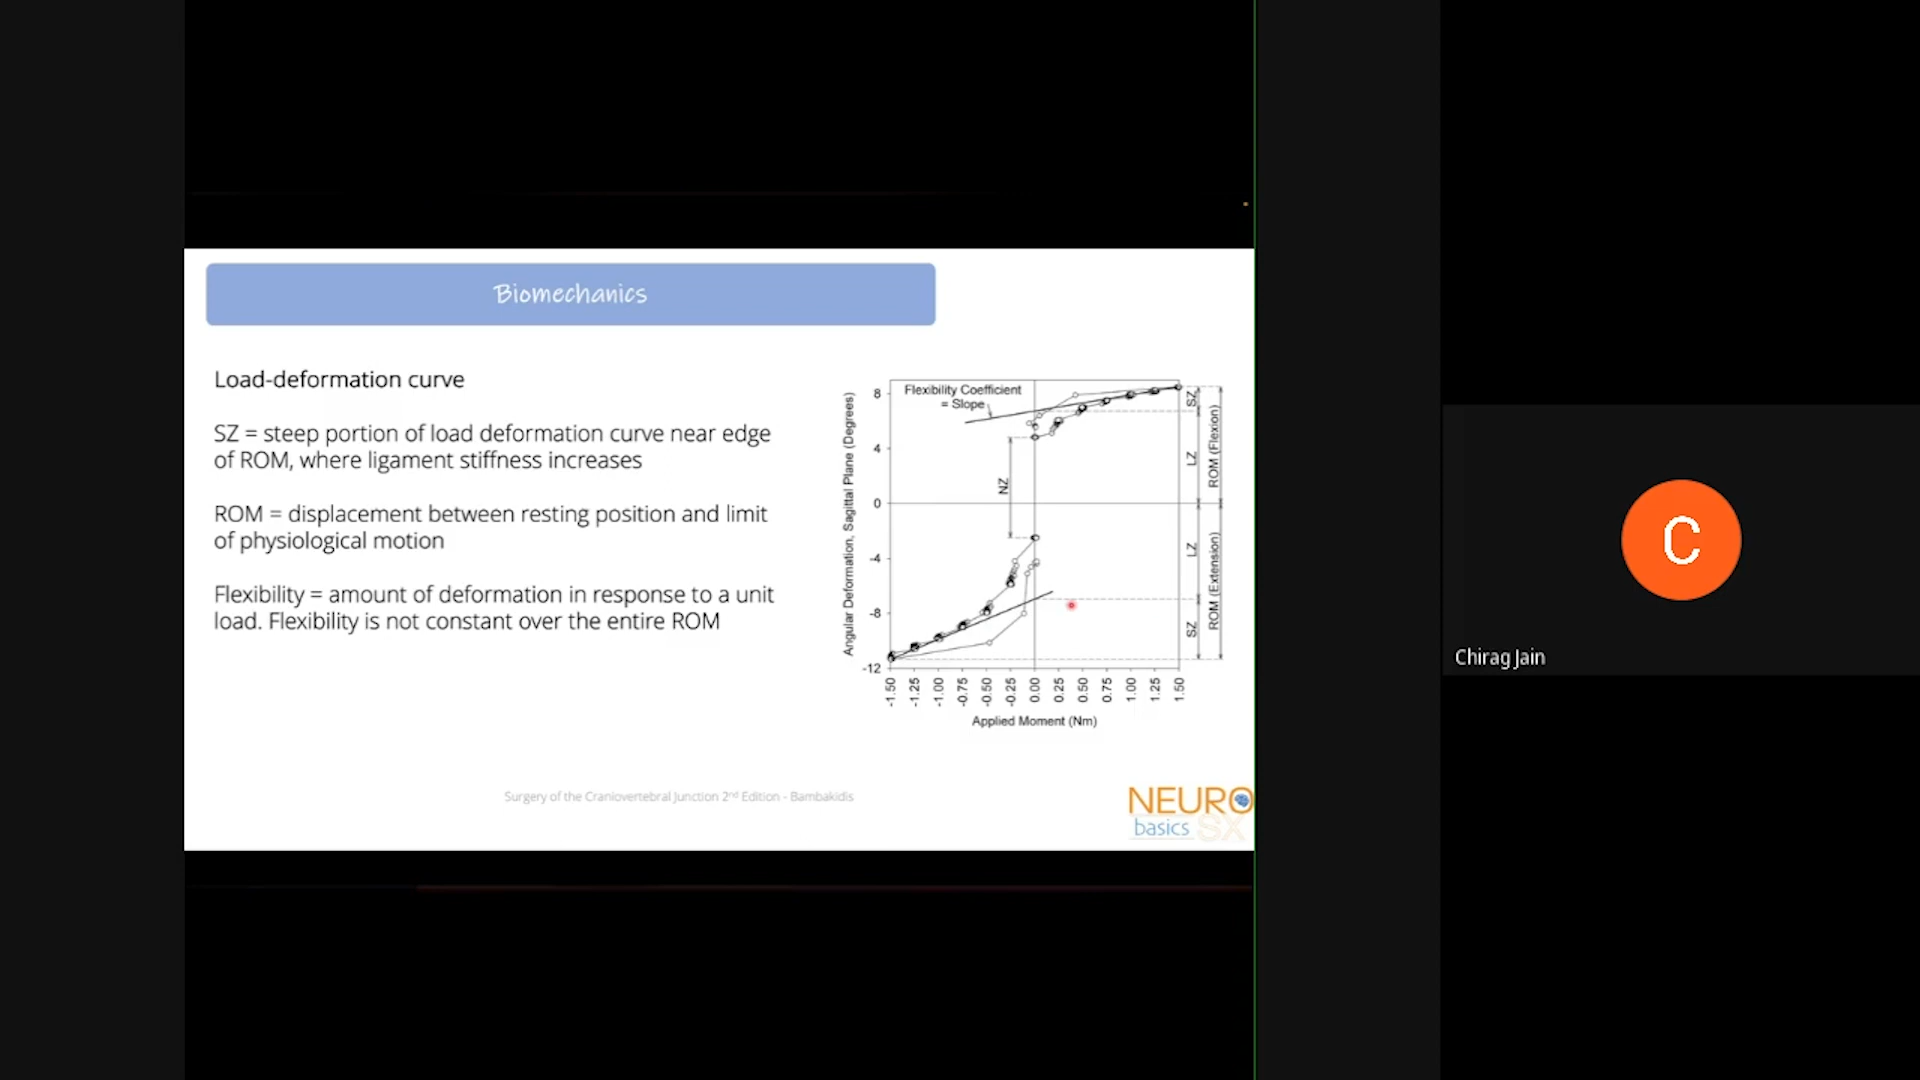 Biomechanics
Load-deformation curve
SZ = steep portion of load deformation curve near edge
of ROM, where ligament stiffness increases
ROM = displacement between resting position and limit
of physiological motion
Flexibility = amount of deformation in response to a unit
load. Flexibility is not constant over the entire ROM
Angular Deformation, Sagittal Plane (Degrees)
8
4
0
-4
-8
-12
Flexibility Coefficient
= Slope
NZ
SZ
LZ
ROM (Flexion)
LZ
SZ
ROM (Extension)
-1.50 -1.25 -1.00 -0.75 -0.50 -0.25 0.00 0.25 0.50 0.75 1.00 1.25 1.50
Applied Moment (Nm)
Surgery of the Craniovertebral Junction 2nd Edition - Bambakidis
NEURO
basics SX
C
Chirag Jain